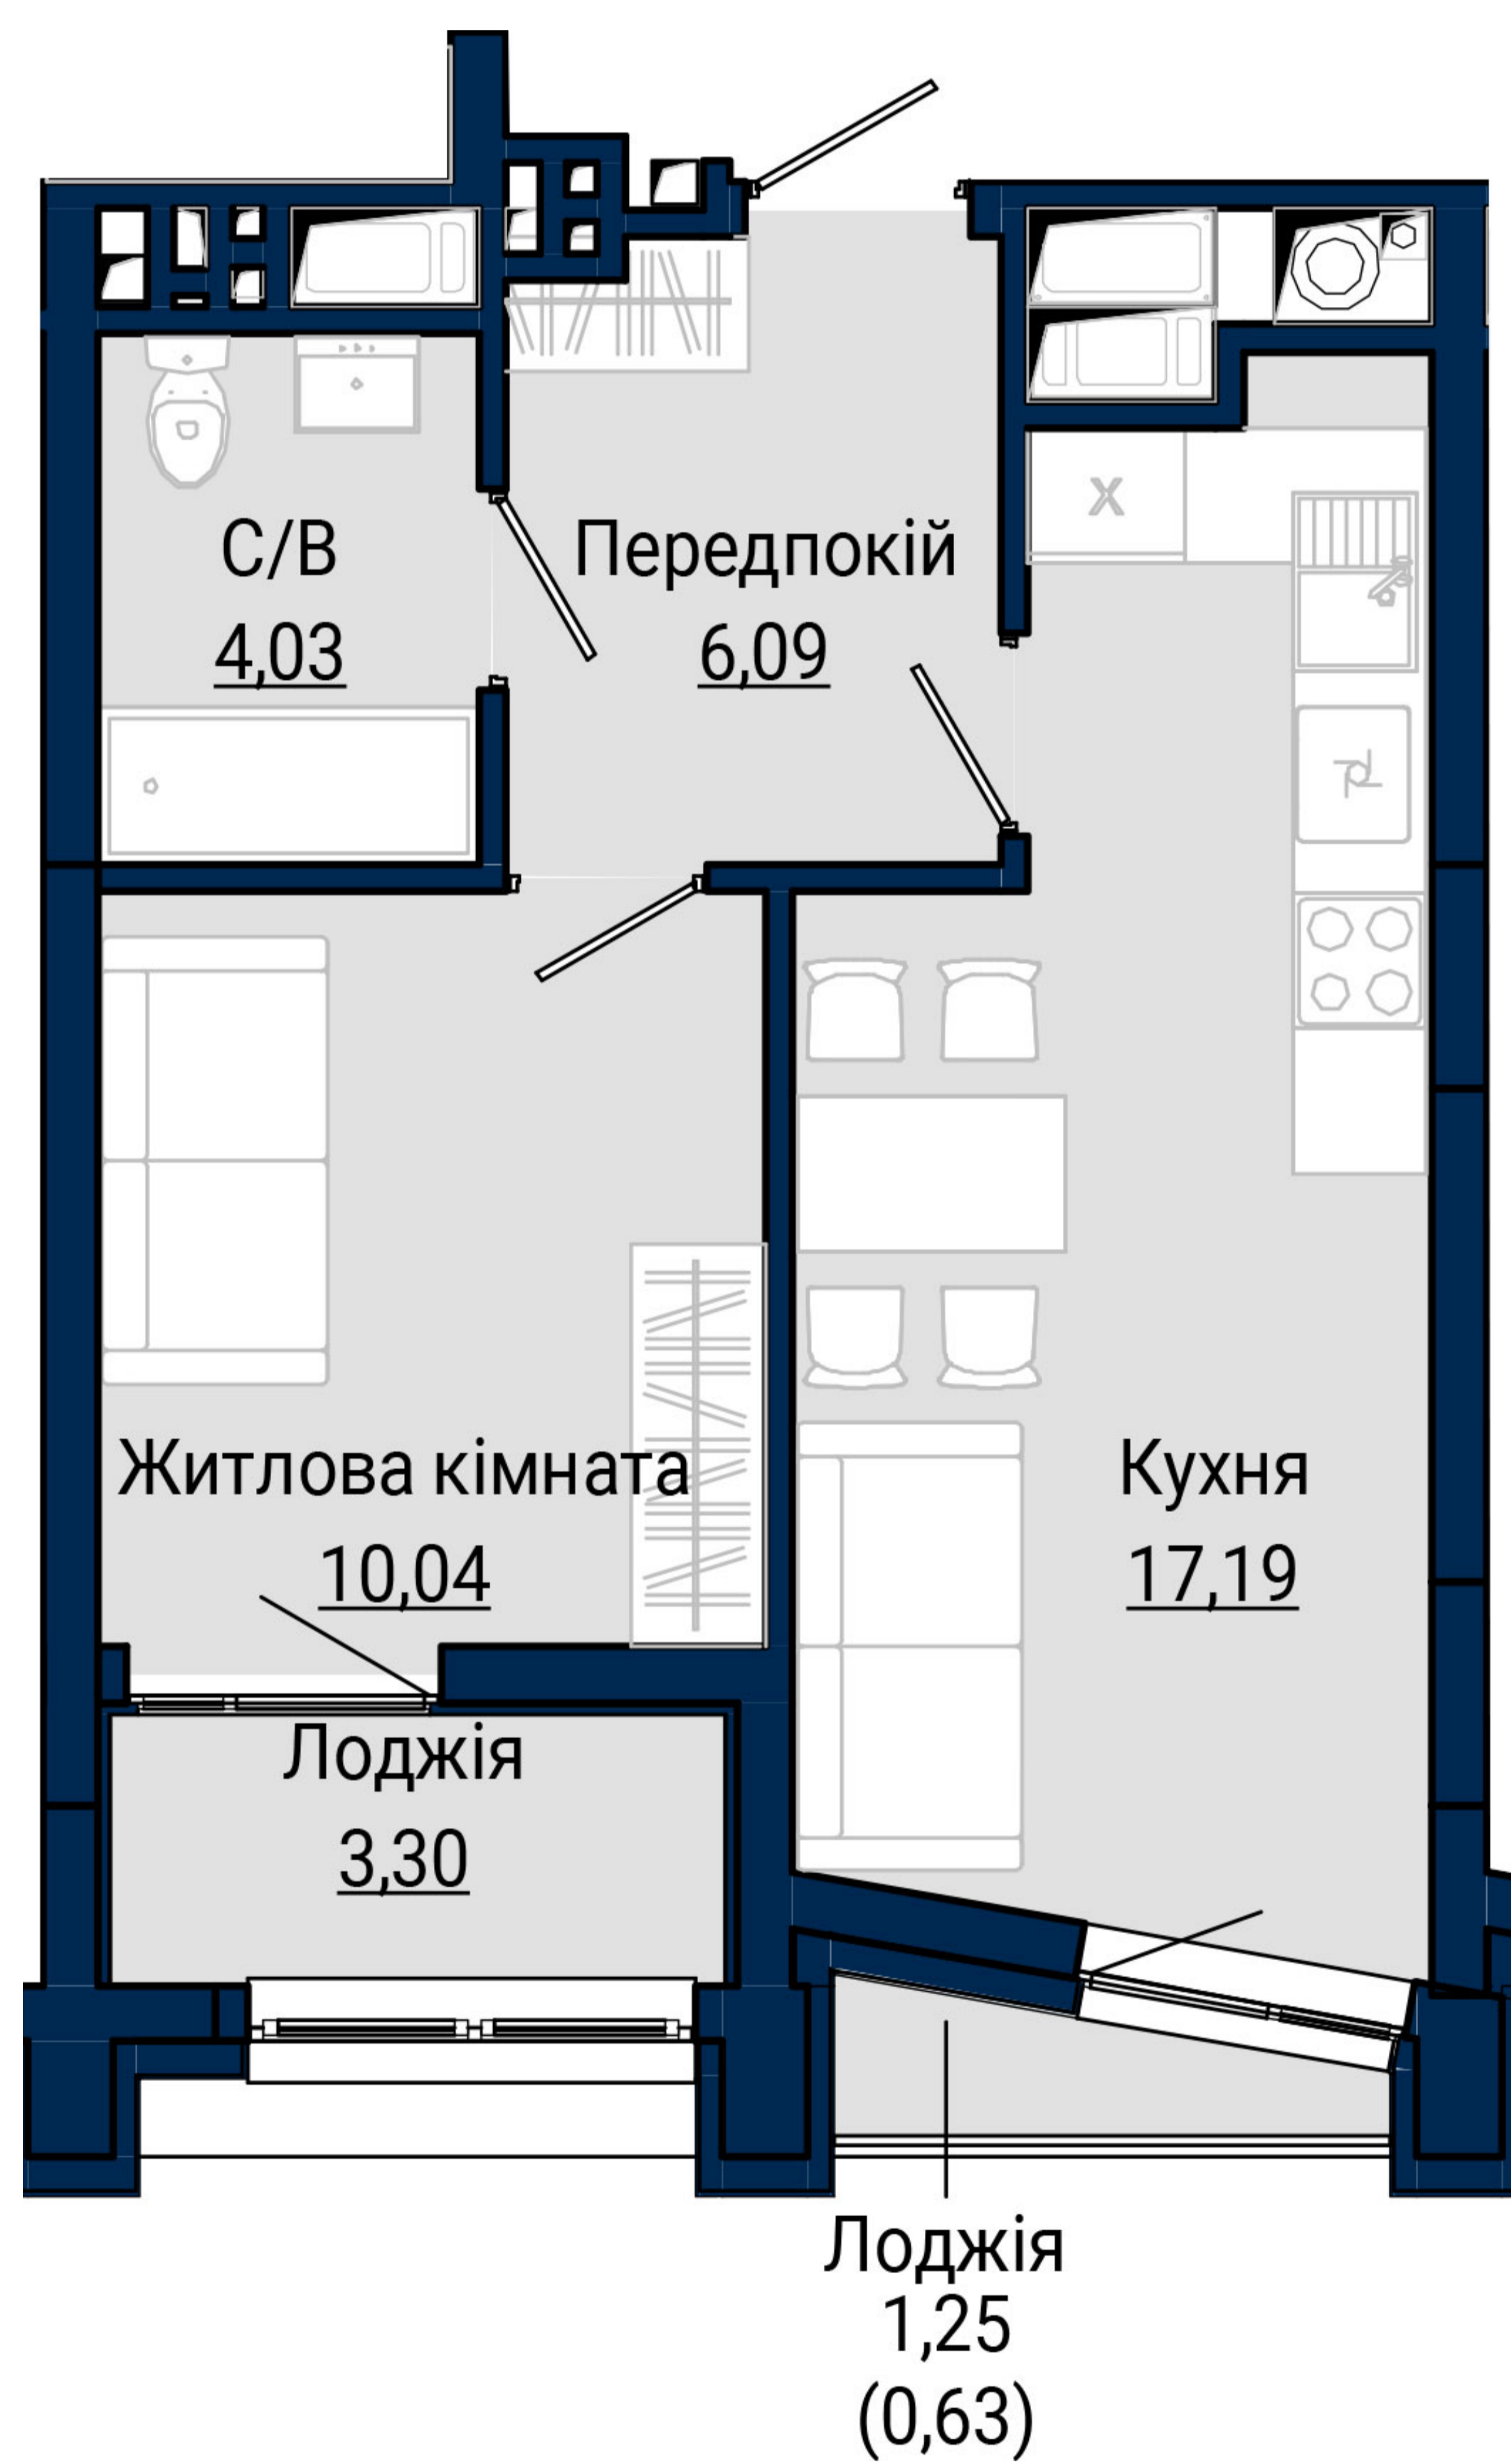 С/В
4,03
Передпокій
6,09
Х
Житлова кімната
10,04
Кухня
17,19
Лоджія
3,30
Лоджія
1,25
(0,63)